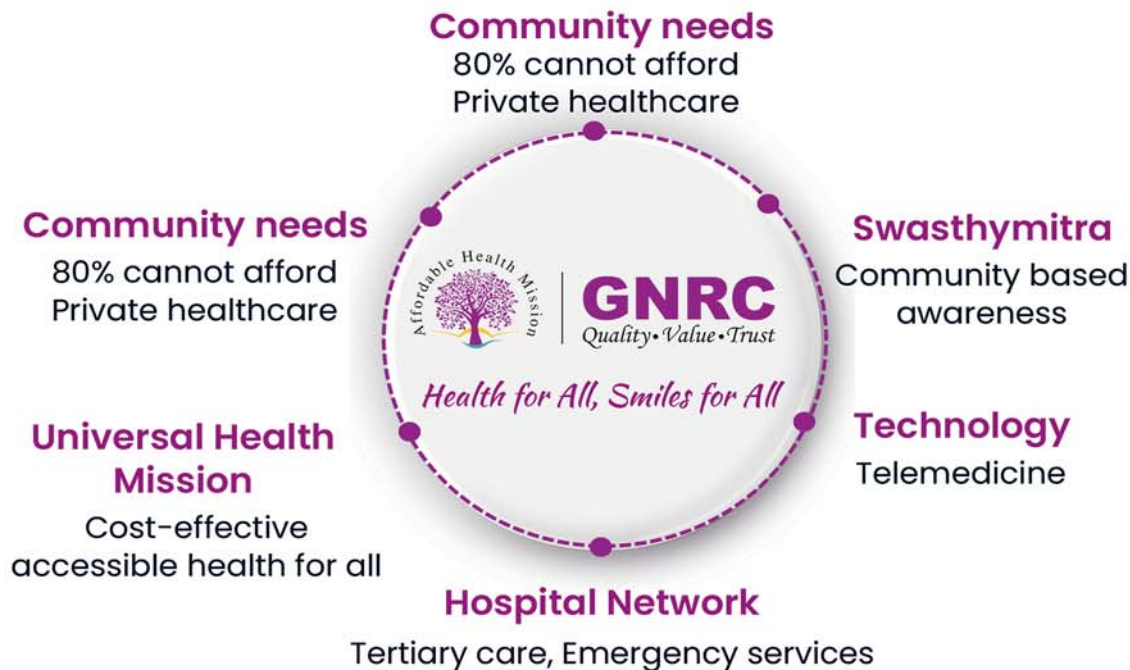 Community needs
80% cannot afford
Private healthcare
Community needs
80% cannot afford
Private healthcare
Swasthymitra
Community based
awareness
Affordable Health Mission
GNRC
Quality•Value•Trust
Health for All, Smiles for All
Universal Health
Mission
Cost-effective
accessible health for all
Technology
Telemedicine
Hospital Network
Tertiary care, Emergency services